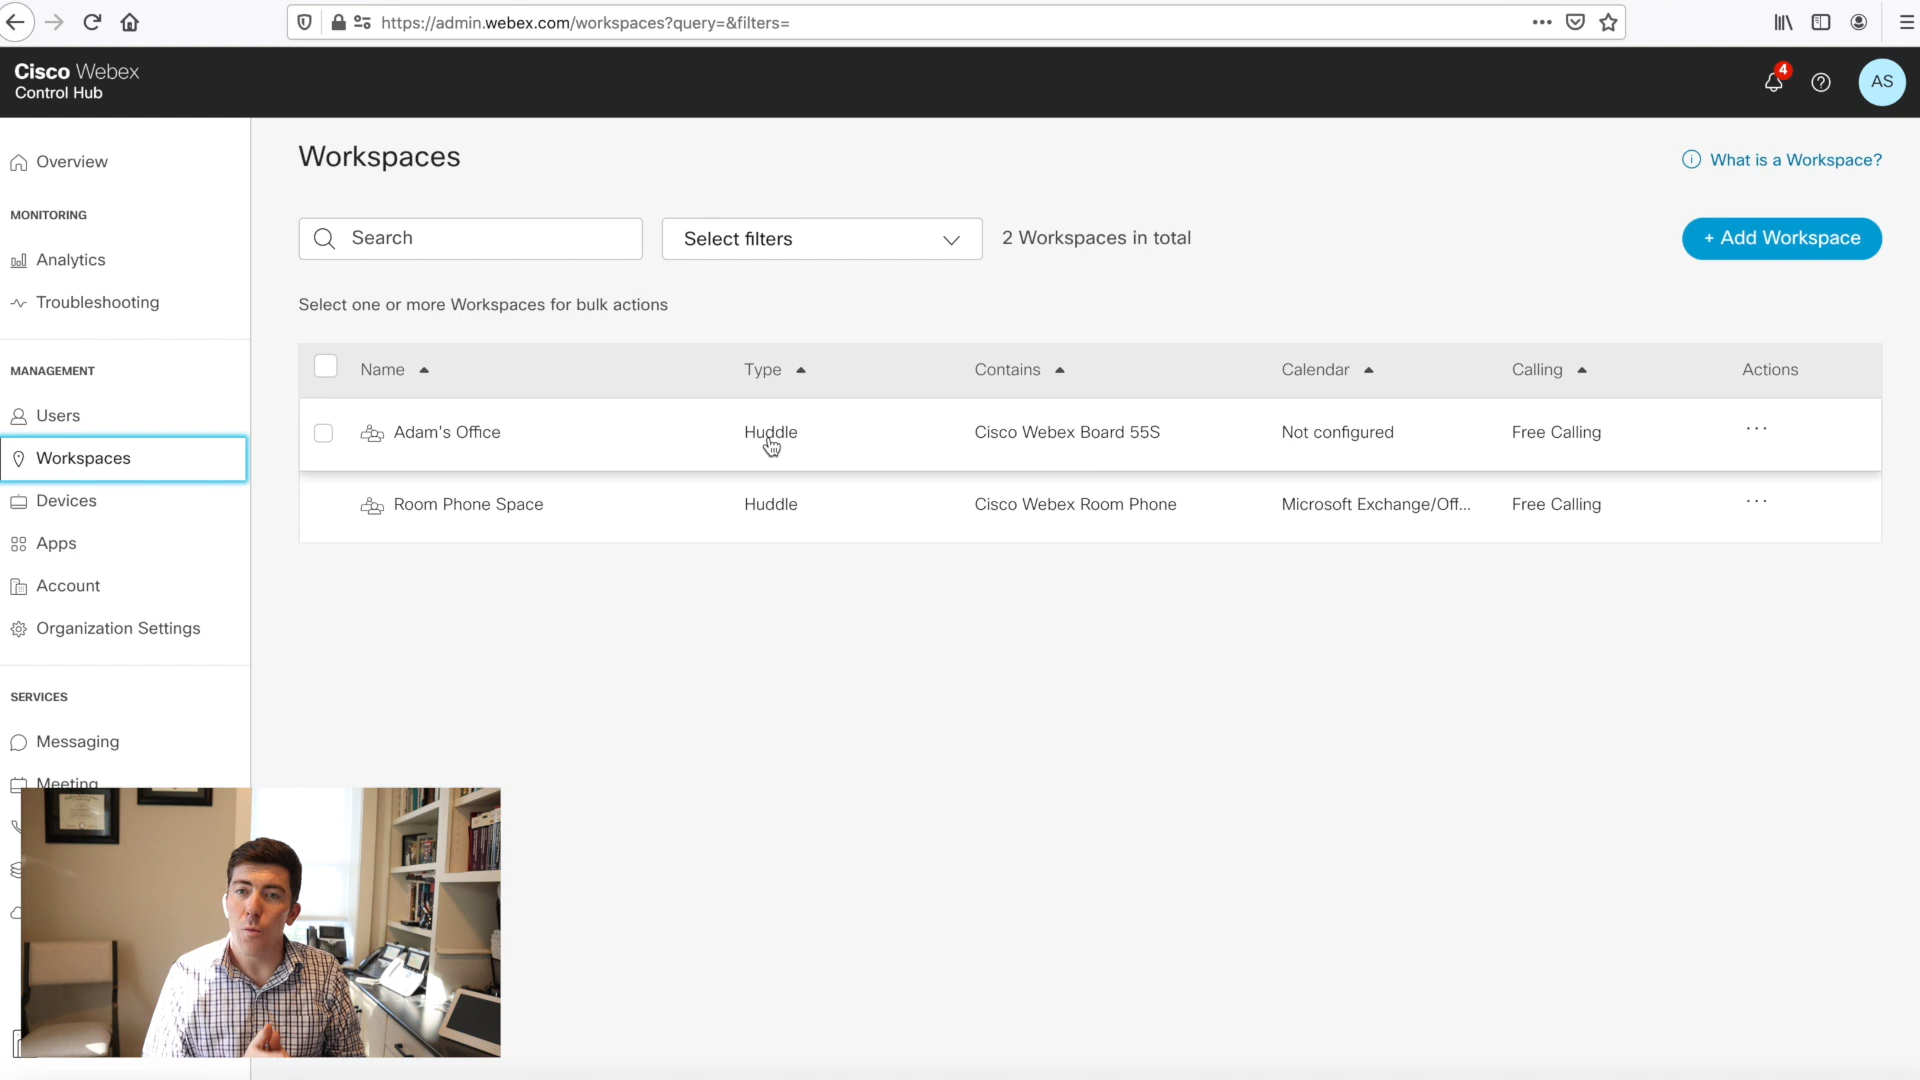 https://admin.webex.com/workspaces?query=&filters=
Cisco Webex
Control Hub
4
AS
Overview
MONITORING
Analytics
Troubleshooting
MANAGEMENT
Users
Workspaces
Devices
Apps
Account
Organization Settings
SERVICES
Messaging
Meeting
Workspaces
What is a Workspace?
Search
Select filters
2 Workspaces in total
+ Add Workspace
Select one or more Workspaces for bulk actions
Name Type Contains Calendar Calling Actions
Adam's Office Huddle Cisco Webex Board 55S Not configured Free Calling ...
Room Phone Space Huddle Cisco Webex Room Phone Microsoft Exchange/Off... Free Calling ...